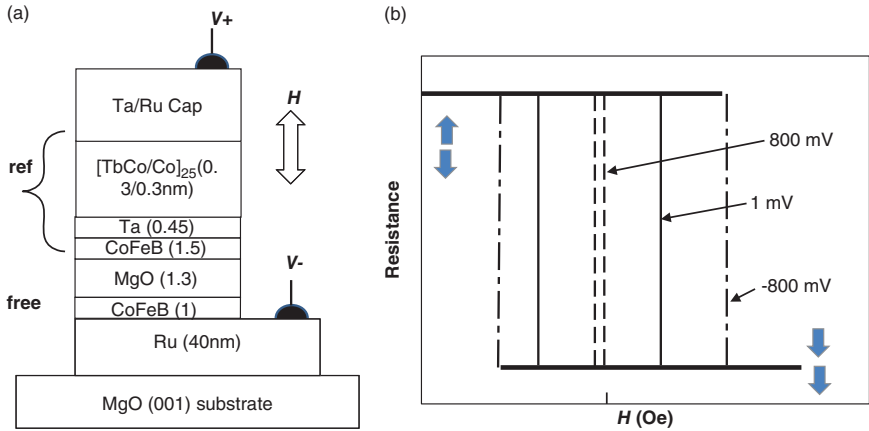 (a)
V+
Ta/Ru Cap
H
ref
[TbCo/Co]25(0.
3/0.3nm)
Ta (0.45)
CoFeB (1.5)
MgO (1.3)
V-
free
CoFeB (1)
Ru (40nm)
MgO (001) substrate
(b)
Resistance
800 mV
1 mV
-800 mV
H (Oe)